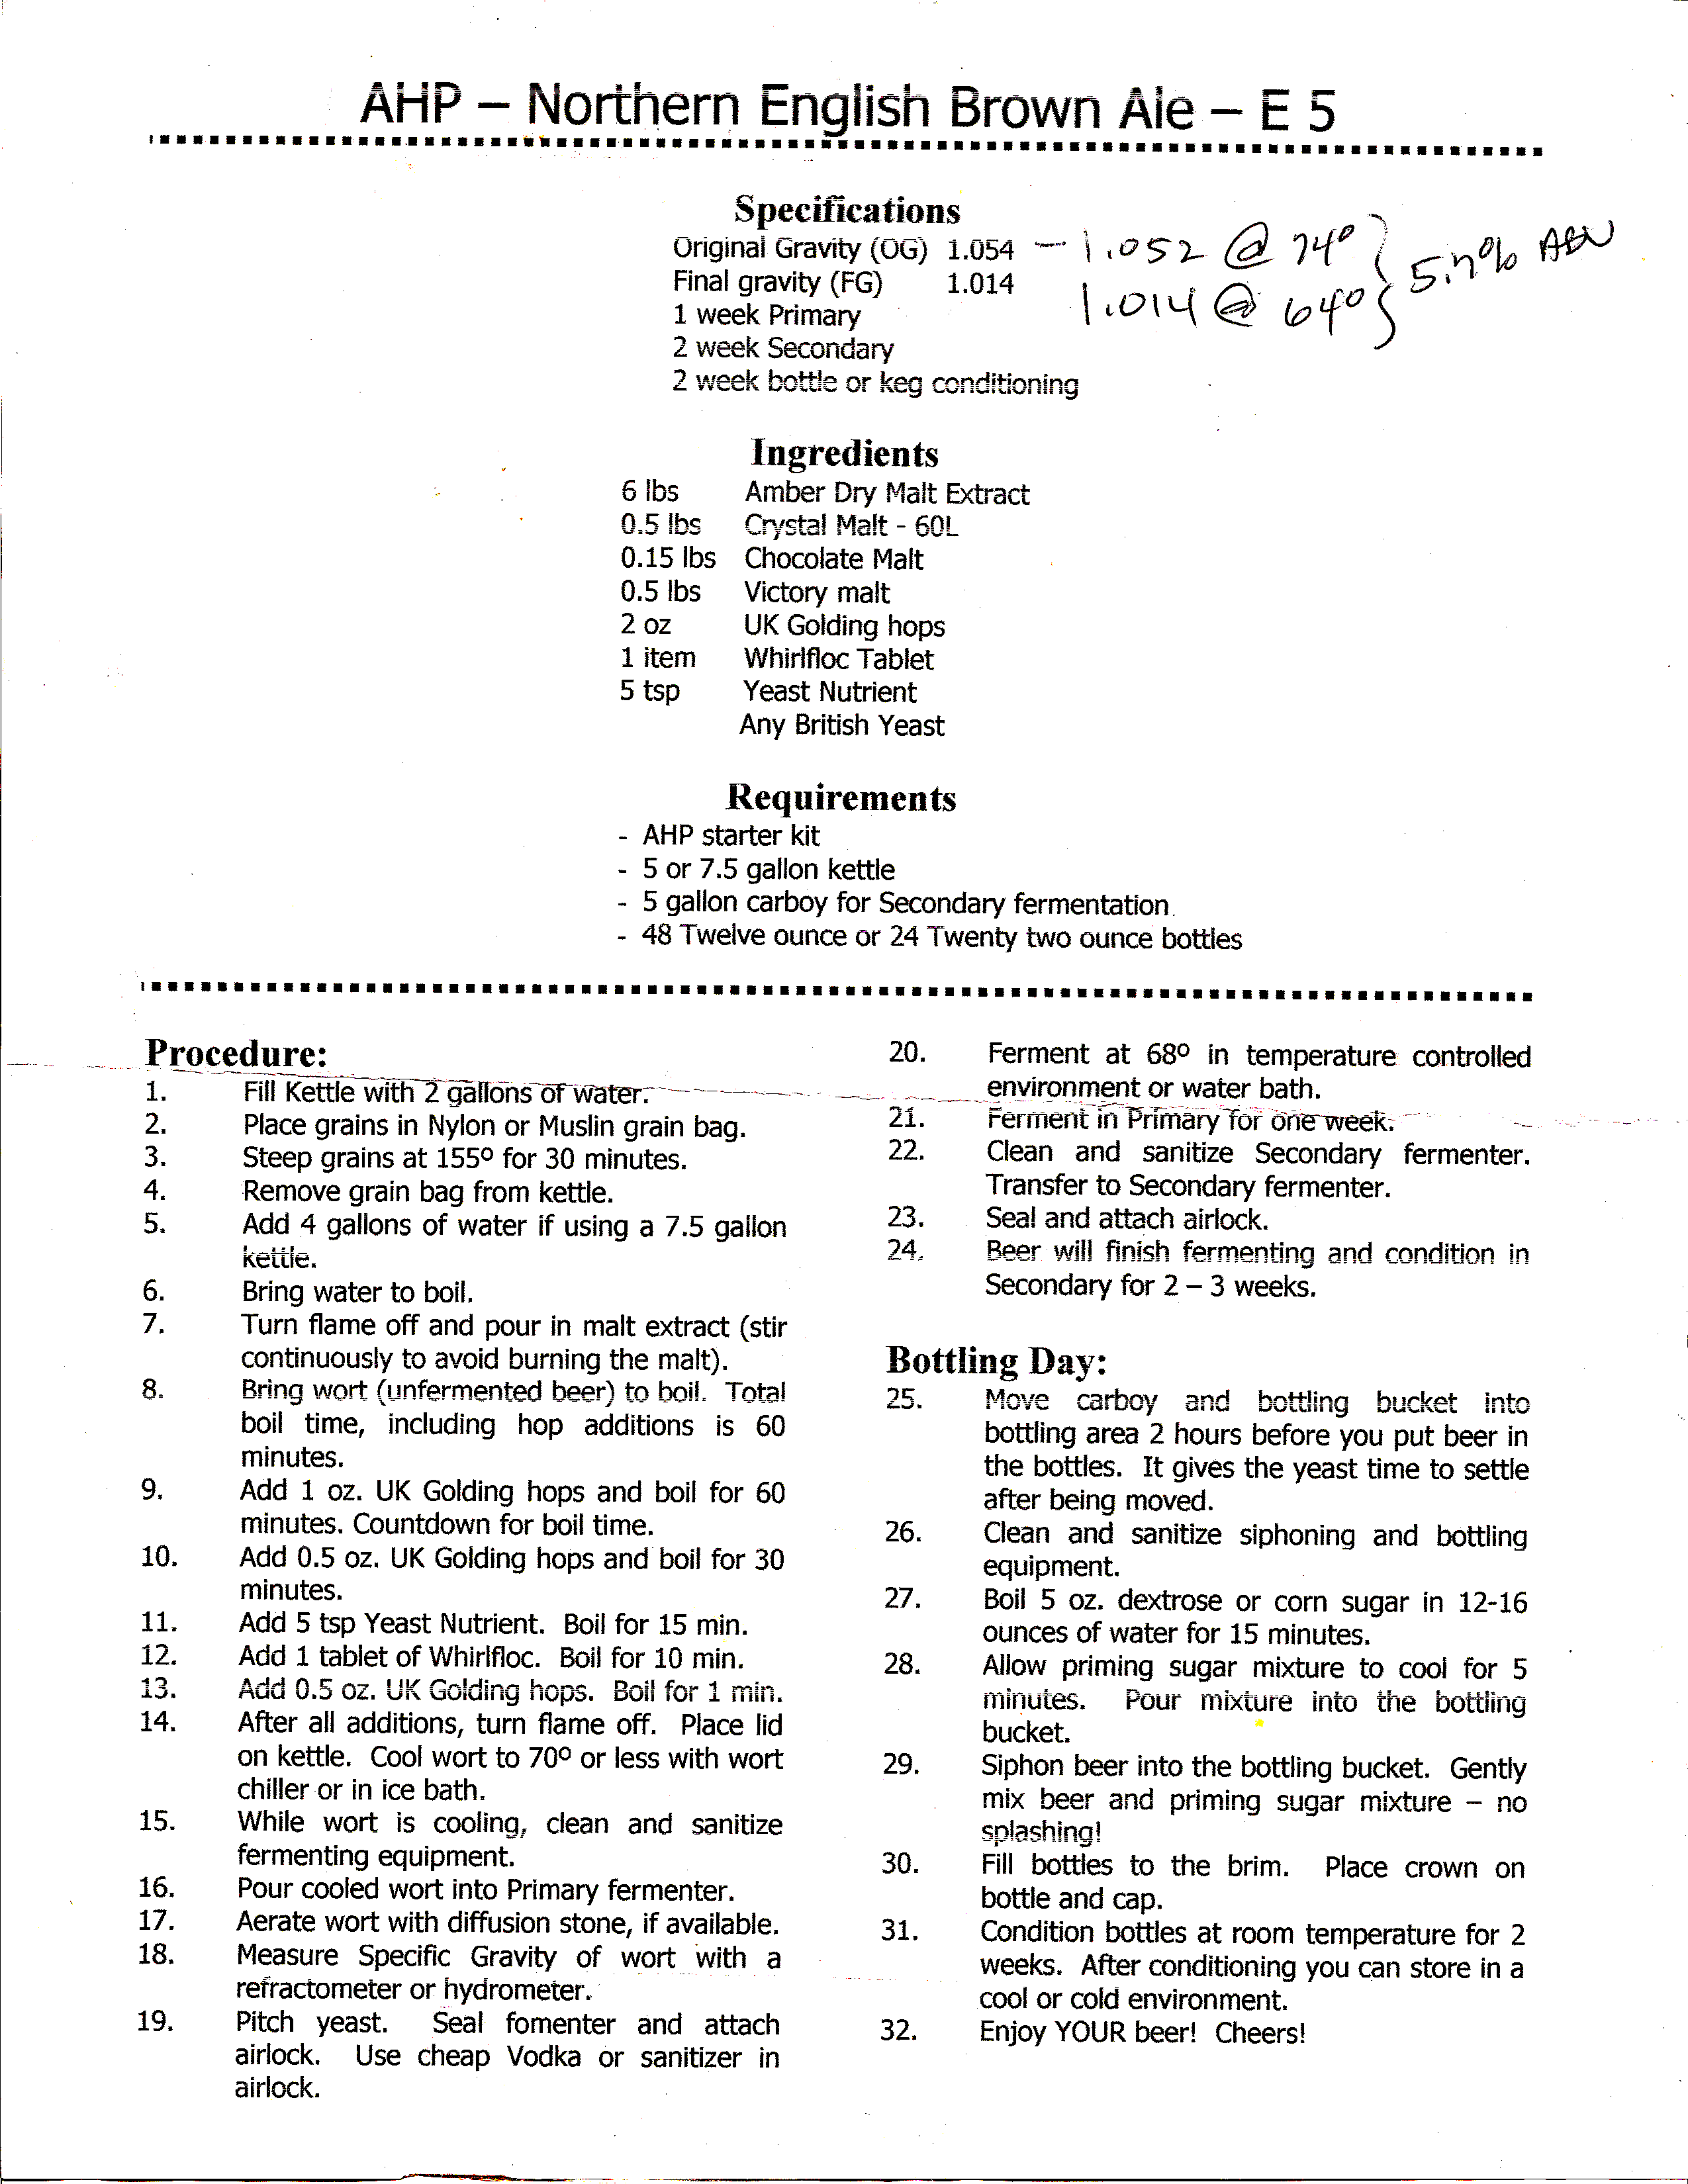 AHP – Northern English Brown Ale – E 5
Specifications
Original Gravity (OG) 1.054 – 1.052 @ 74º
Final gravity (FG) 1.014 1.014 @ 64º } 5.7% ABV
1 week Primary
2 week Secondary
2 week bottle or keg conditioning
Ingredients
6 lbs Amber Dry Malt Extract
0.5 lbs Crystal Malt - 60L
0.15 lbs Chocolate Malt
0.5 lbs Victory malt
2 oz UK Golding hops
1 item Whirlfloc Tablet
5 tsp Yeast Nutrient
Any British Yeast
Requirements
- AHP starter kit
- 5 or 7.5 gallon kettle
- 5 gallon carboy for Secondary fermentation.
- 48 Twelve ounce or 24 Twenty two ounce bottles
Procedure:
1. Fill Kettle with 2 gallons of water.
2. Place grains in Nylon or Muslin grain bag.
3. Steep grains at 155º for 30 minutes.
4. Remove grain bag from kettle.
5. Add 4 gallons of water if using a 7.5 gallon
kettle.
6. Bring water to boil.
7. Turn flame off and pour in malt extract (stir
continuously to avoid burning the malt).
8. Bring wort (unfermented beer) to boil. Total
boil time, including hop additions is 60
minutes.
9. Add 1 oz. UK Golding hops and boil for 60
minutes. Countdown for boil time.
10. Add 0.5 oz. UK Golding hops and boil for 30
minutes.
11. Add 5 tsp Yeast Nutrient. Boil for 15 min.
12. Add 1 tablet of Whirlfloc. Boil for 10 min.
13. Add 0.5 oz. UK Golding hops. Boil for 1 min.
14. After all additions, turn flame off. Place lid
on kettle. Cool wort to 70º or less with wort
chiller or in ice bath.
15. While wort is cooling, clean and sanitize
fermenting equipment.
16. Pour cooled wort into Primary fermenter.
17. Aerate wort with diffusion stone, if available.
18. Measure Specific Gravity of wort with a
refractometer or hydrometer.
19. Pitch yeast. Seal fomenter and attach
airlock. Use cheap Vodka or sanitizer in
airlock.
20. Ferment at 68º in temperature controlled
environment or water bath.
21. Ferment in Primary for one week.
22. Clean and sanitize Secondary fermenter.
Transfer to Secondary fermenter.
23. Seal and attach airlock.
24. Beer will finish fermenting and condition in
Secondary for 2 – 3 weeks.
Bottling Day:
25. Move carboy and bottling bucket into
bottling area 2 hours before you put beer in
the bottles. It gives the yeast time to settle
after being moved.
26. Clean and sanitize siphoning and bottling
equipment.
27. Boil 5 oz. dextrose or corn sugar in 12-16
ounces of water for 15 minutes.
28. Allow priming sugar mixture to cool for 5
minutes. Pour mixture into the bottling
bucket.
29. Siphon beer into the bottling bucket. Gently
mix beer and priming sugar mixture – no
splashing!
30. Fill bottles to the brim. Place crown on
bottle and cap.
31. Condition bottles at room temperature for 2
weeks. After conditioning you can store in a
cool or cold environment.
32. Enjoy YOUR beer! Cheers!